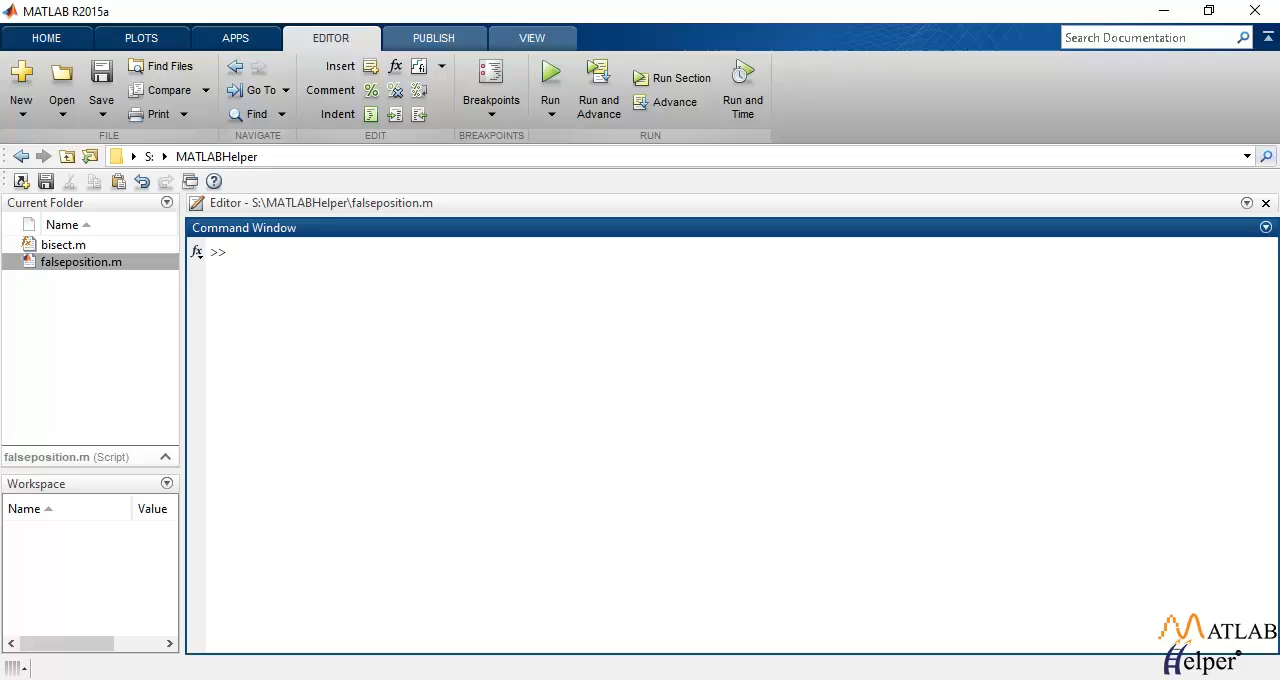 MATLAB R2015a
HOME PLOTS APPS EDITOR PUBLISH VIEW Search Documentation
Find Files Insert fx
New Open Save Compare Go To Comment Breakpoints Run Run and Advance Run Section Run and Time
Print Find Indent Advance
FILE NAVIGATE EDIT BREAKPOINTS RUN
S: MATLABHelper
Current Folder Editor - S:\MATLABHelper\falseposition.m
Name Command Window
bisect.m fx >>
falseposition.m
falseposition.m (Script)
Workspace
Name Value
MATLAB
Helper